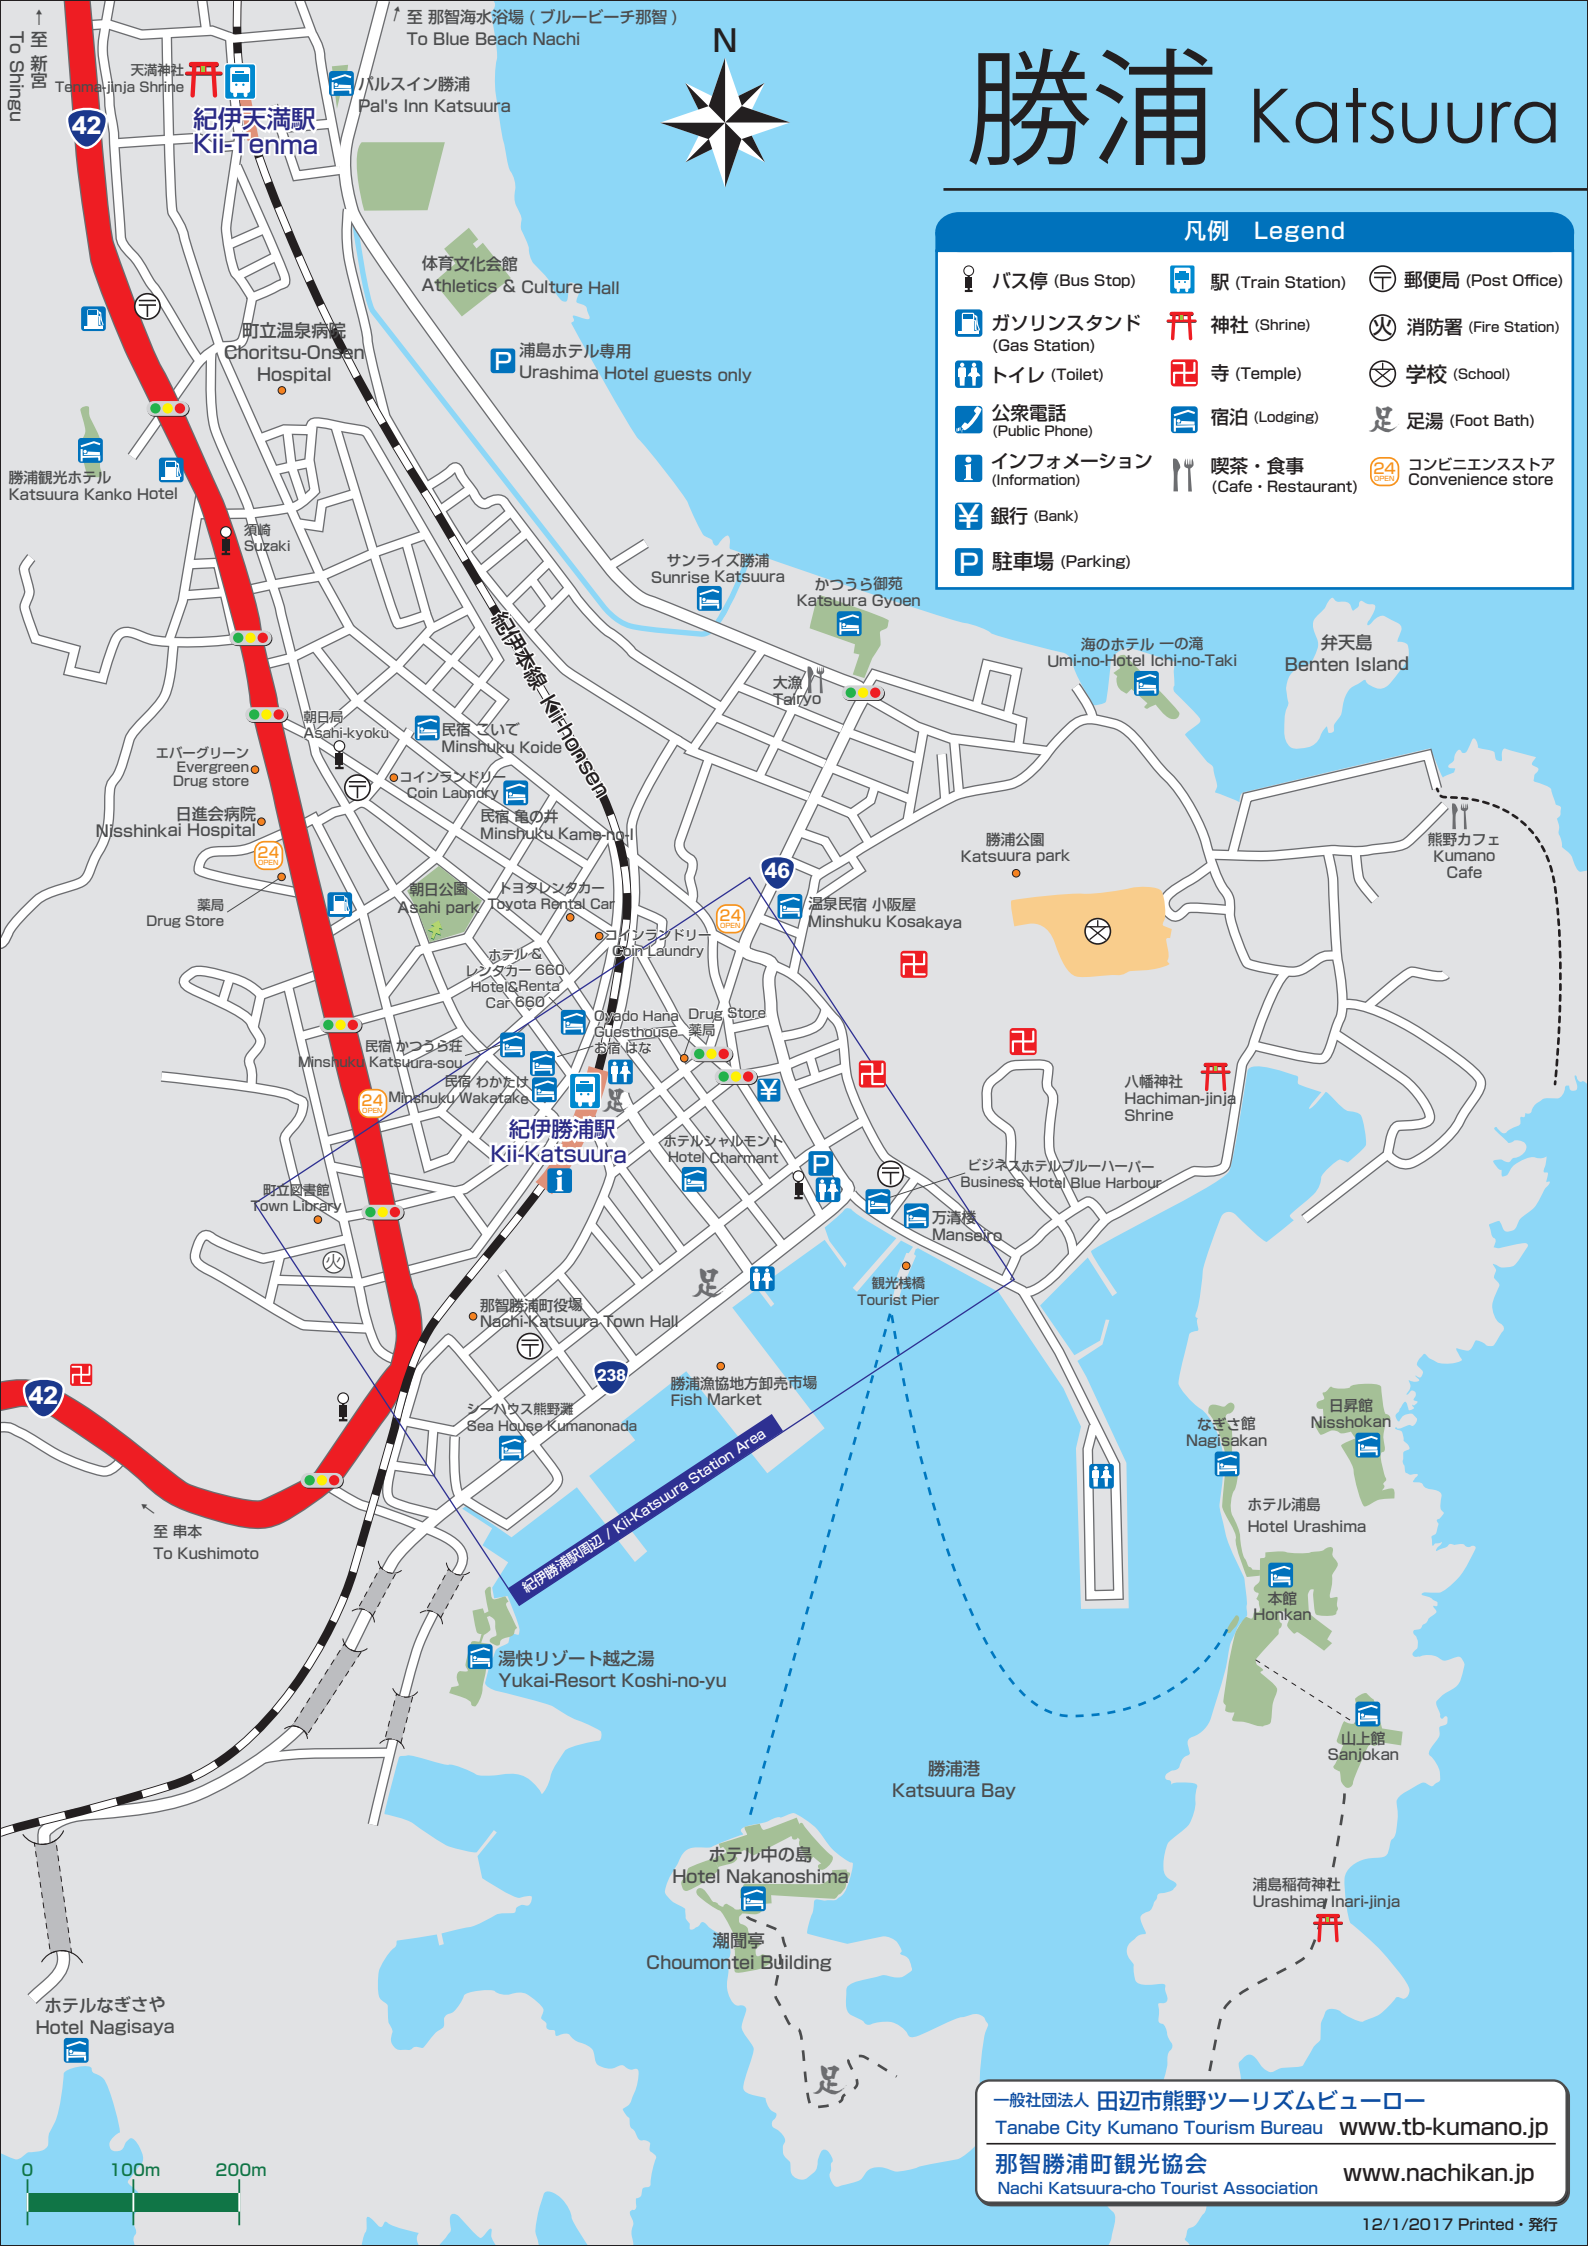 ↑至 新宮
To Shingu
↑至 那智海水浴場 ( ブルービーチ那智 )
To Blue Beach Nachi
N
勝浦 Katsuura
天満神社
Tenma-jinja Shrine
パルスイン勝浦
Pal's Inn Katsuura
42
紀伊天満駅
Kii-Tenma
凡例 Legend
バス停 (Bus Stop)
ガソリンスタンド
(Gas Station)
トイレ (Toilet)
公衆電話
(Public Phone)
インフォメーション
(Information)
銀行 (Bank)
駐車場 (Parking)
駅 (Train Station)
神社 (Shrine)
寺 (Temple)
宿泊 (Lodging)
喫茶・食事
(Cafe・Restaurant)
郵便局 (Post Office)
消防署 (Fire Station)
学校 (School)
足湯 (Foot Bath)
24
OPEN
コンビニエンスストア
Convenience store
体育文化会館
Athletics & Culture Hall
町立温泉病院
Choritsu-Onsen
Hospital
P
浦島ホテル専用
Urashima Hotel guests only
勝浦観光ホテル
Katsuura Kanko Hotel
須崎
Suzaki
サンライズ勝浦
Sunrise Katsuura
かつうら御苑
Katsuura Gyoen
海のホテル 一の滝
Umi-no-Hotel Ichi-no-Taki
弁天島
Benten Island
紀伊本線 Kii-honsen
大漁
Tairyo
朝日局
Asahi-kyoku
民宿 こいで
Minshuku Koide
エバーグリーン
Evergreen
Drug store
コインランドリー
Coin Laundry
民宿 亀の井
Minshuku Kame-no-I
日進会病院
Nisshinkai Hospital
24
OPEN
薬局
Drug Store
朝日公園
Asahi park
トヨタレンタカー
Toyota Rental Car
コインランドリー
Coin Laundry
46
24
OPEN
温泉民宿 小阪屋
Minshuku Kosakaya
勝浦公園
Katsuura park
文
熊野カフェ
Kumano
Cafe
ホテル &
レンタカー 660
Hotel&Renta
Car 660
Oyado Hana
Guesthouse
お宿 はな
Drug Store
薬局
民宿 かつうら荘
Minshuku Katsuura-sou
民宿 わかたけ
Minshuku Wakatake
24
OPEN
足
紀伊勝浦駅
Kii-Katsuura
八幡神社
Hachiman-jinja
Shrine
ホテルシャルモント
Hotel Charmant
P
ビジネスホテルブルーハーバー
Business Hotel Blue Harbour
万清楼
Manseiro
町立図書館
Town Library
火
足
観光桟橋
Tourist Pier
那智勝浦町役場
Nachi-Katsuura Town Hall
238
勝浦漁協地方卸売市場
Fish Market
42
シーハウス熊野灘
Sea House Kumanonada
紀伊勝浦駅周辺 / Kii-Katsuura Station Area
至 串本
To Kushimoto
なぎさ館
Nagisakan
日昇館
Nisshokan
ホテル浦島
Hotel Urashima
本館
Honkan
湯快リゾート越之湯
Yukai-Resort Koshi-no-yu
山上館
Sanjokan
勝浦港
Katsuura Bay
ホテル中の島
Hotel Nakanoshima
潮聞亭
Choumontei Building
浦島稲荷神社
Urashima Inari-jinja
足
ホテルなぎさや
Hotel Nagisaya
0 100m 200m
一般社団法人 田辺市熊野ツーリズムビューロー
Tanabe City Kumano Tourism Bureau www.tb-kumano.jp
那智勝浦町観光協会
Nachi Katsuura-cho Tourist Association www.nachikan.jp
12/1/2017 Printed・発行